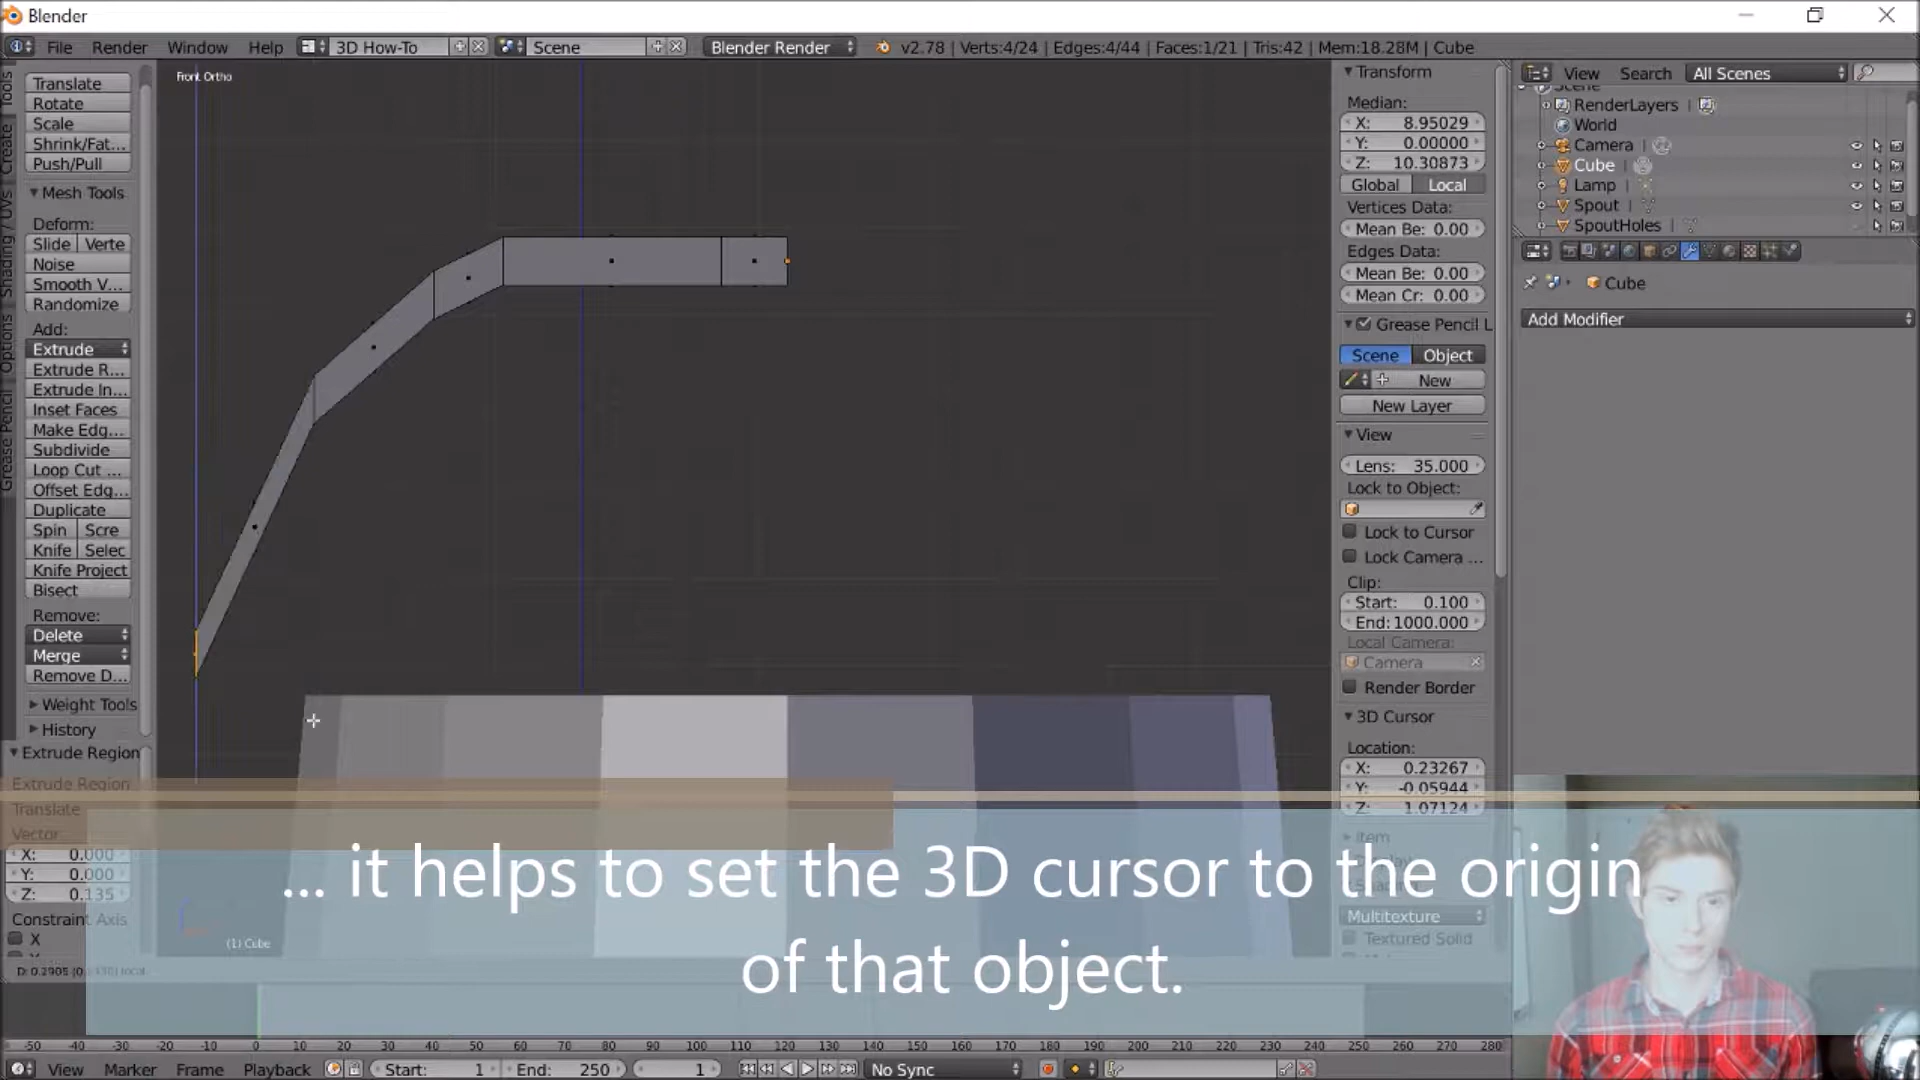 Blender
File Render Window Help 3D How-To Scene Blender Render v2.78 | Verts:4/24 | Edges:4/44 | Faces:1/21 | Tris:42 | Mem:18.28M | Cube
Tools
Create
Shading / UVs
Options
Grease Pencil
Translate
Rotate
Scale
Shrink/Fat...
Push/Pull
Mesh Tools
Deform:
Slide Verte
Noise
Smooth V...
Randomize
Add:
Extrude
Extrude R...
Extrude In...
Inset Faces
Make Edg...
Subdivide
Loop Cut ...
Offset Edg...
Duplicate
Spin Scre
Knife Selec
Knife Project
Bisect
Remove:
Delete
Merge
Remove D...
Weight Tools
History
Extrude Region
Extrude Region
Translate
Vector
X: 0.000
Y: 0.000
Z: 0.135
Constraint Axis
X
Front Ortho
(1) Cube
Transform
Median:
X: 8.95029
Y: 0.00000
Z: 10.30873
Global Local
Vertices Data:
Mean Be: 0.00
Edges Data:
Mean Be: 0.00
Mean Cr: 0.00
Grease Pencil L
Scene Object
New
New Layer
View
Lens: 35.000
Lock to Object:
Lock to Cursor
Lock Camera ...
Clip:
Start: 0.100
End: 1000.000
Local Camera:
Camera
Render Border
3D Cursor
Location:
X: 0.23267
Y: -0.05944
Z: 1.07124
Item
Display
Shading
Multitexture
Textured Solid
View Search All Scenes
Scene
RenderLayers
World
Camera
Cube
Lamp
Spout
SpoutHoles
Cube
Add Modifier
... it helps to set the 3D cursor to the origin
of that object.
-50 -40 -30 -20 -10 0 10 20 30 40 50 60 70 80 90 100 110 120 130 140 150 160 170 180 190 200 210 220 230 240 250 260 270 280
View Marker Frame Playback Start: 1 End: 250 1 No Sync